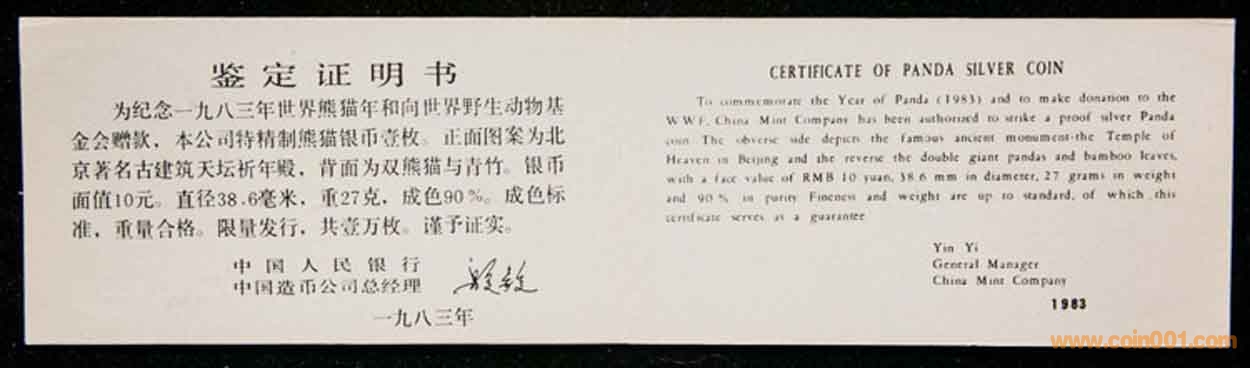 鉴定证明书
为纪念一九八三年世界熊猫年和向世界野生动物基
金会赠款，本公司特精制熊猫银币壹枚。正面图案为北
京著名古建筑天坛祈年殿，背面为双熊猫与青竹。银币
面值10元。直径38.6毫米，重27克，成色90%。成色标
准，重量合格。限量发行，共壹万枚。谨予证实。
中国人民银行
中国造币公司总经理
一九八三年
CERTIFICATE OF PANDA SILVER COIN
To commemorate the Year of Panda (1983) and to make donation to the
WWF, China Mint Company has been authorized to strike a proof silver Panda
coin The obverse side depicts the famous ancient monument-the Temple of
Heaven in Beijing and the reverse the double giant pandas and bamboo leaves,
with a face value of RMB 10 yuan, 38.6 mm in diameter, 27 grams in weight
and 90% in purity Fineness and weight are up to standard, of which this
certificate serves as a guarantee
Yin Yi
General Manager
China Mint Company
1983
www.coin001.com